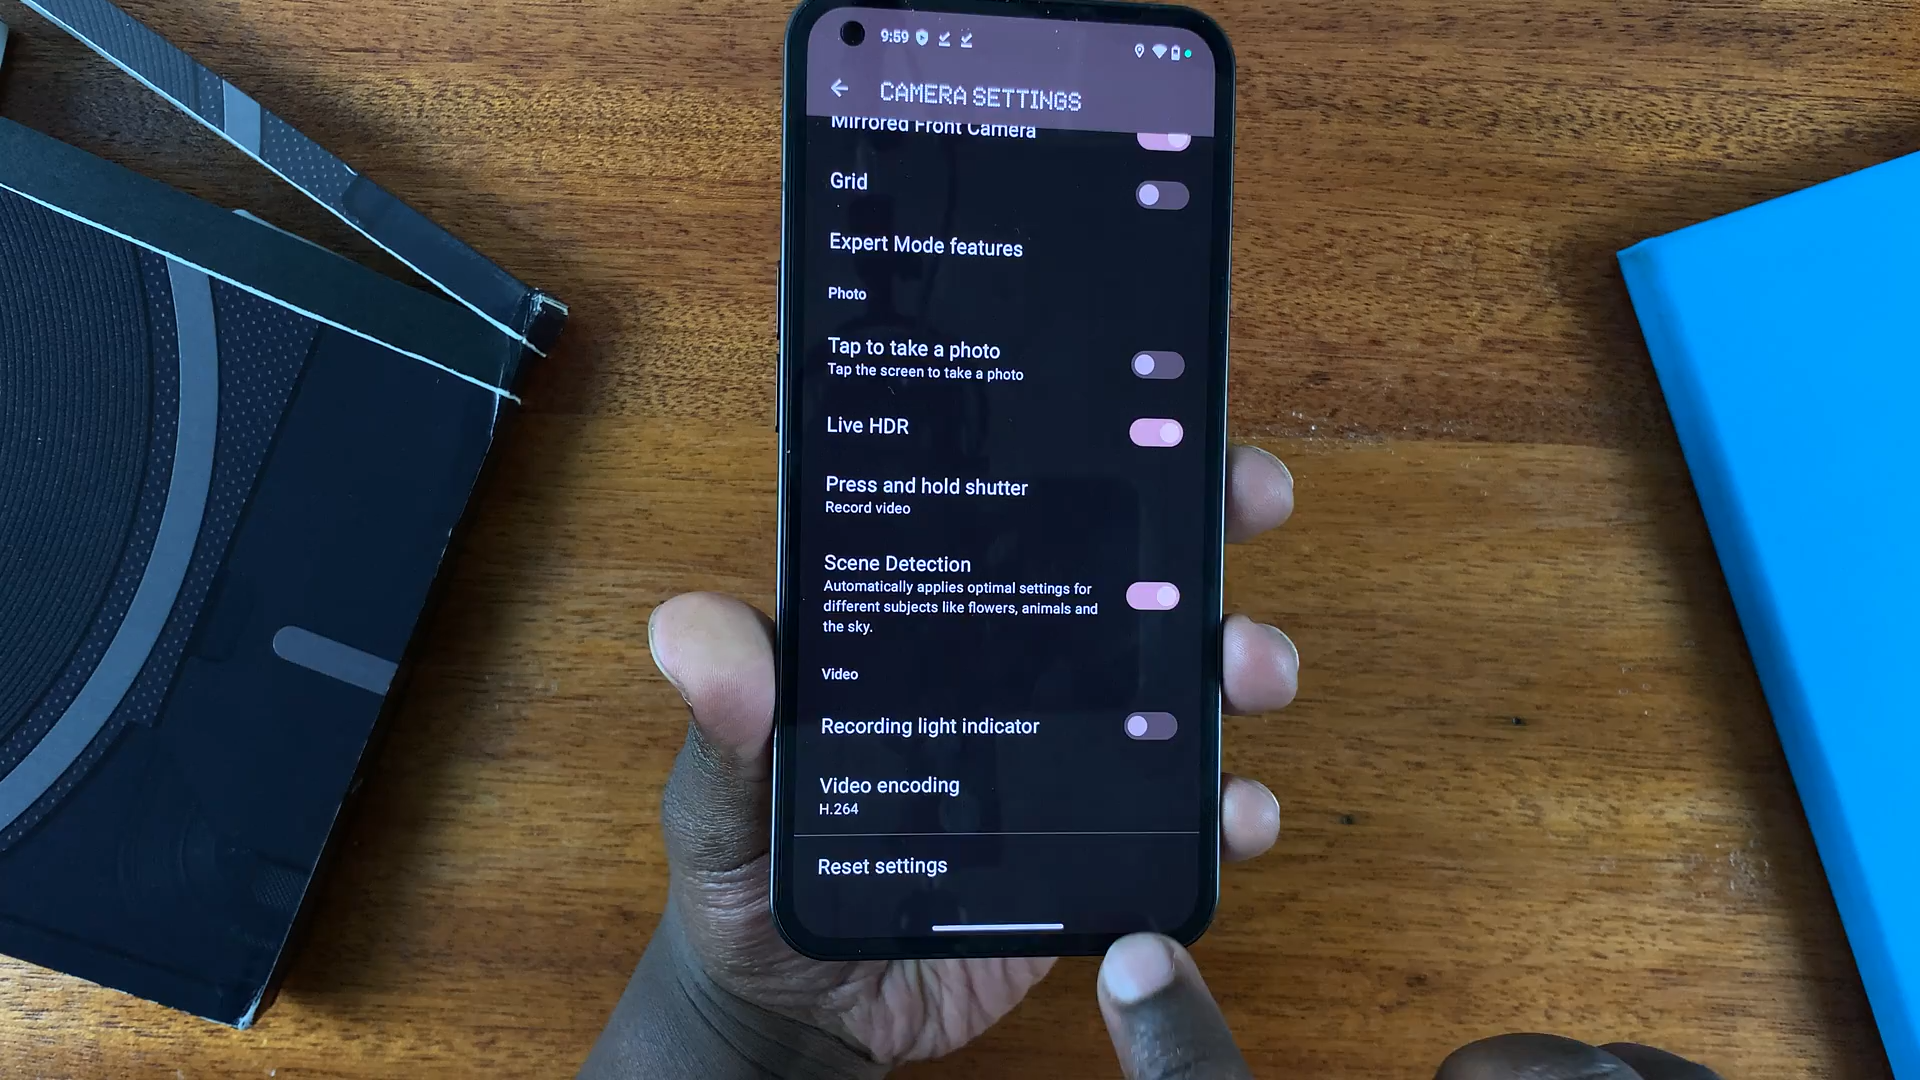 9:59
CAMERA SETTINGS
Mirrored Front Camera
Grid
Expert Mode features
Photo
Tap to take a photo
Tap the screen to take a photo
Live HDR
Press and hold shutter
Record video
Scene Detection
Automatically applies optimal settings for
different subjects like flowers, animals and
the sky.
Video
Recording light indicator
Video encoding
H.264
Reset settings